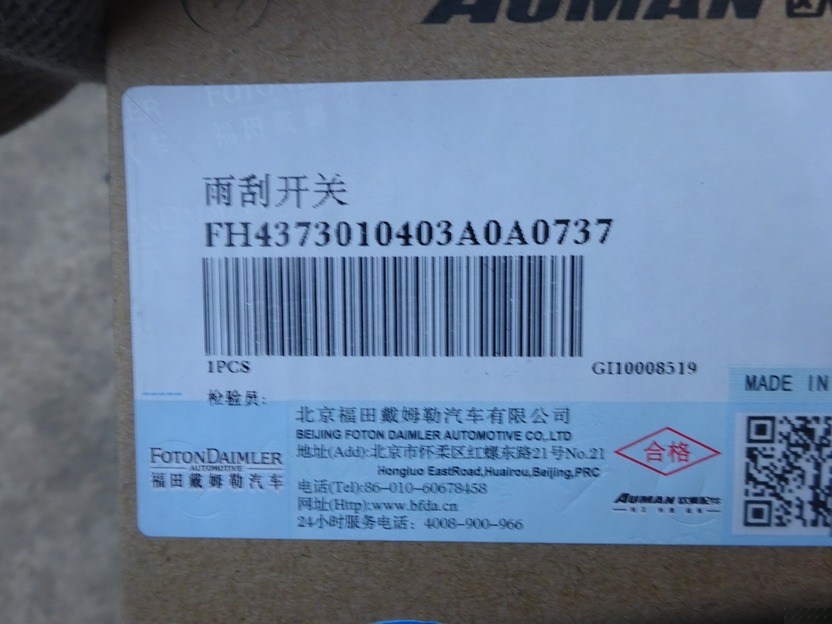 AUMAN
雨刮开关
FH4373010403A0A0737
1PCS
GI10008519
检验员:
MADE IN
北京福田戴姆勒汽车有限公司
BEIJING FOTON DAIMLER AUTOMOTIVE CO.,LTD
地址(Add):北京市怀柔区红螺东路21号No.21
Hongluo EastRoad,Huairou,Beijing,PRC
电话(Tel):86-010-60678458
网址(Http):www.bfda.cn
24小时服务电话：4008-900-966
FOTONDAIMLER
AUTOMOTIVE
福田戴姆勒汽车
合格
AUMAN 欧曼配件